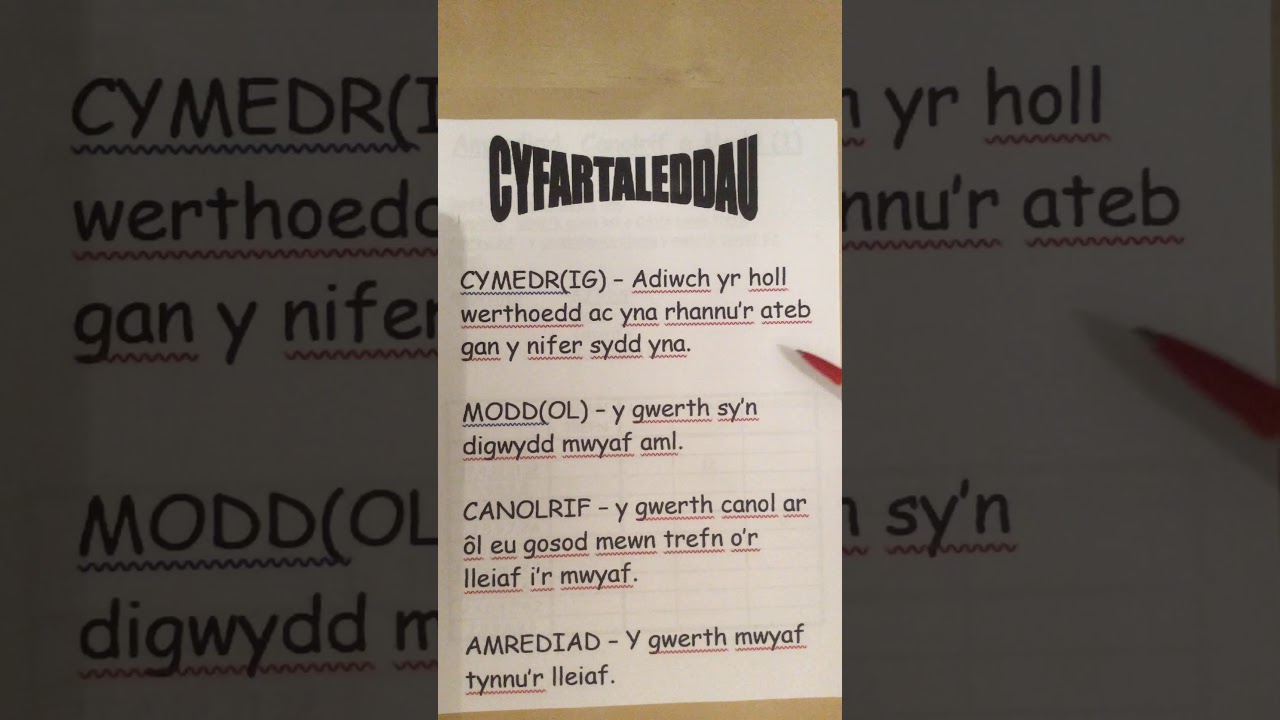 CYFARTALEDDAU
CYMEDR(IG) – Adiwch yr holl
werthoedd ac yna rhannu'r ateb
gan y nifer sydd yna.
MODD(OL) – y gwerth sy'n
digwydd mwyaf aml.
CANOLRIF – y gwerth canol ar
ôl eu gosod mewn trefn o'r
lleiaf i'r mwyaf.
AMREDIAD – Y gwerth mwyaf
tynnu'r lleiaf.